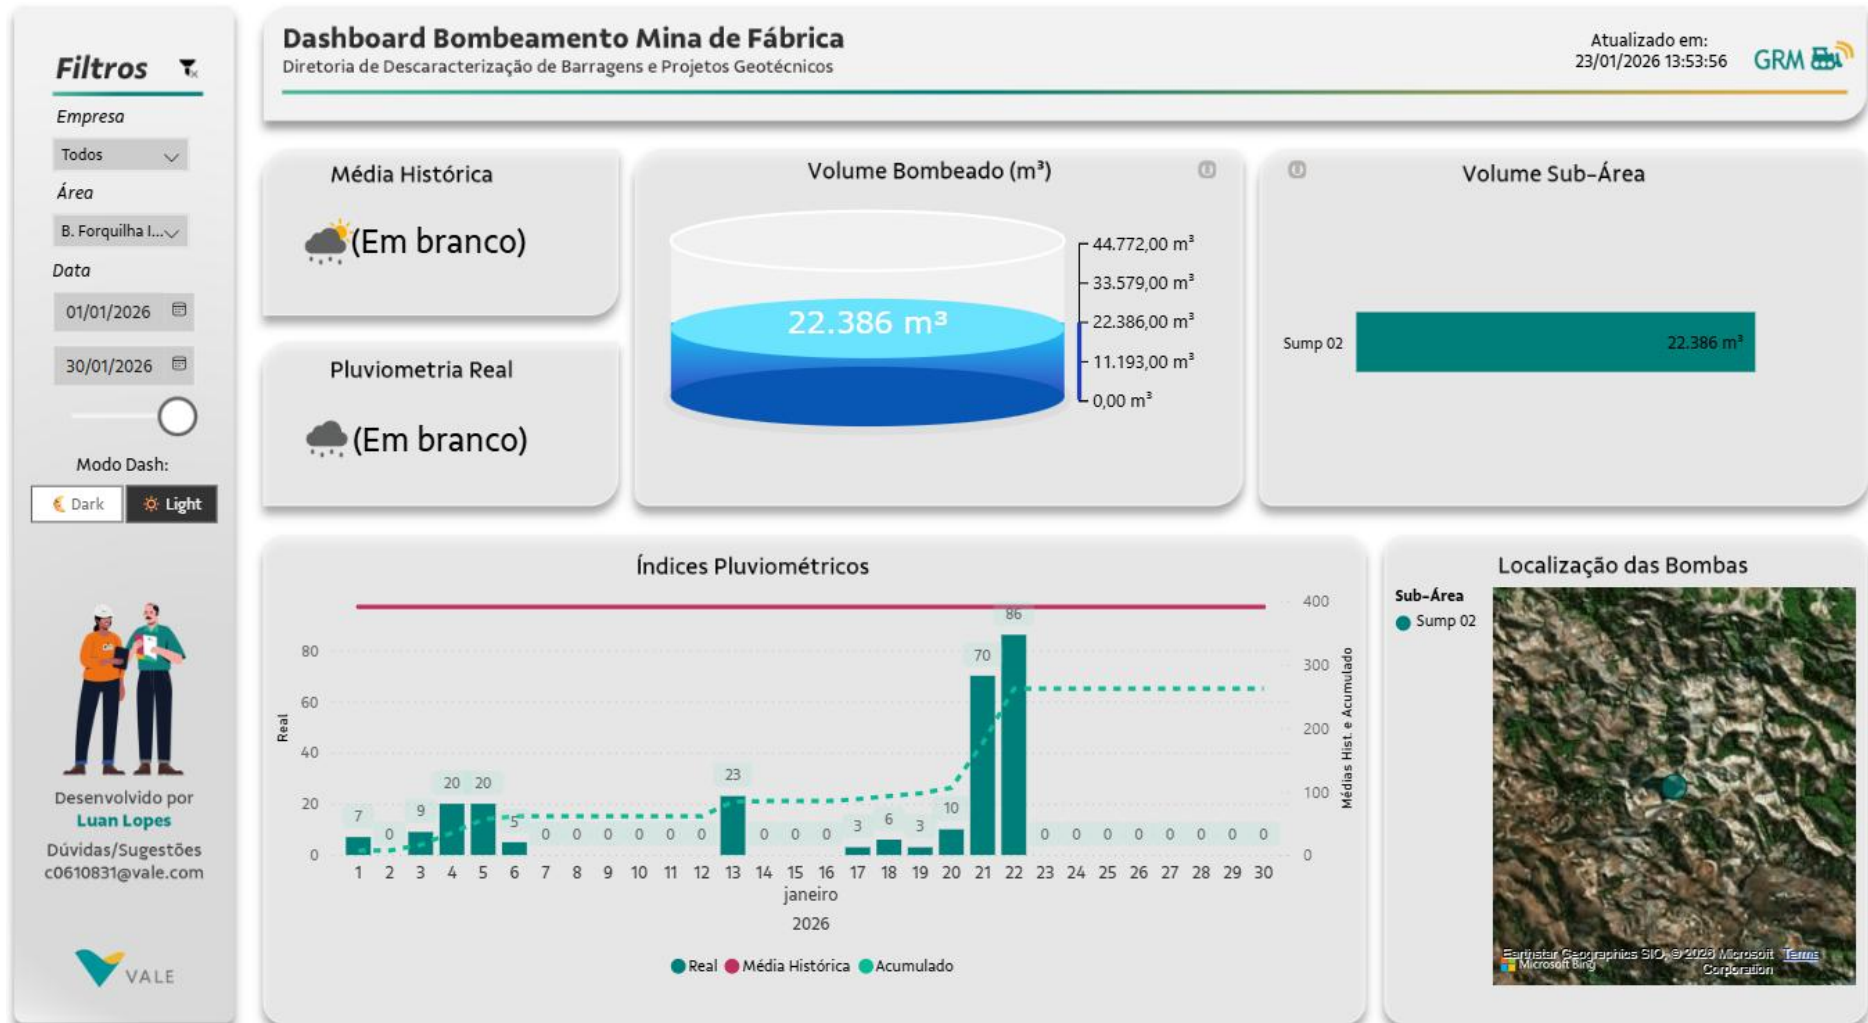 Filtros
Empresa
Todos
Área
B. Forquilha I...
Data
01/01/2026
30/01/2026
Modo Dash:
Dark
Light
Desenvolvido por
Luan Lopes
Dúvidas/Sugestões
c0610831@vale.com
VALE
Dashboard Bombeamento Mina de Fábrica
Diretoria de Descaracterização de Barragens e Projetos Geotécnicos
Atualizado em:
23/01/2026 13:53:56
GRM
Média Histórica
(Em branco)
Pluviometria Real
(Em branco)
Volume Bombeado (m³)
22.386 m³
44.772,00 m³
33.579,00 m³
22.386,00 m³
11.193,00 m³
0,00 m³
Volume Sub-Área
Sump 02
22.386 m³
Índices Pluviométricos
Real
80
60
40
20
0
7 0 9 20 20 5 0 0 0 0 0 0 23 0 0 0 3 6 3 10 70 86 0 0 0 0 0 0 0 0
400
300
200
100
0
Médias Hist. e Acumulado
1 2 3 4 5 6 7 8 9 10 11 12 13 14 15 16 17 18 19 20 21 22 23 24 25 26 27 28 29 30
janeiro
2026
Real Média Histórica Acumulado
Localização das Bombas
Sub-Área
Sump 02
Earthstar Geographics SIO, © 2026 Microsoft Corporation Terms
Microsoft Bing